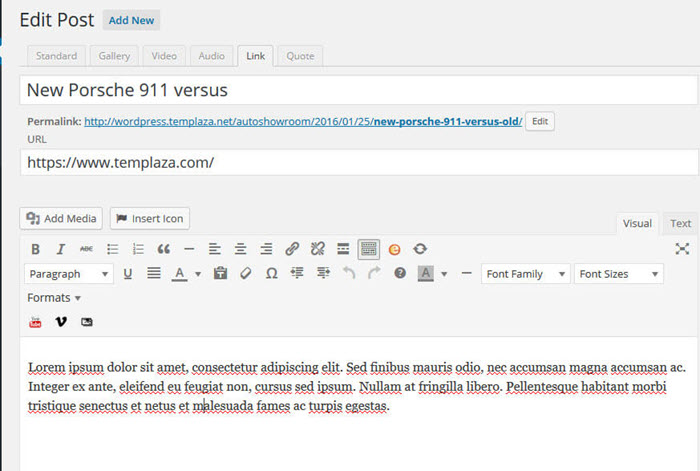 Edit Post Add New
Standard Gallery Video Audio Link Quote
New Porsche 911 versus
Permalink: http://wordpress.templaza.net/autoshowroom/2016/01/25/new-porsche-911-versus-old/ Edit
URL
https://www.templaza.com/
Add Media Insert Icon Visual Text
B I ABC
Paragraph U A Ω A Font Family Font Sizes
Formats
Lorem ipsum dolor sit amet, consectetur adipiscing elit. Sed finibus mauris odio, nec accumsan magna accumsan ac.
Integer ex ante, eleifend eu feugiat non, cursus sed ipsum. Nullam at fringilla libero. Pellentesque habitant morbi
tristique senectus et netus et malesuada fames ac turpis egestas.